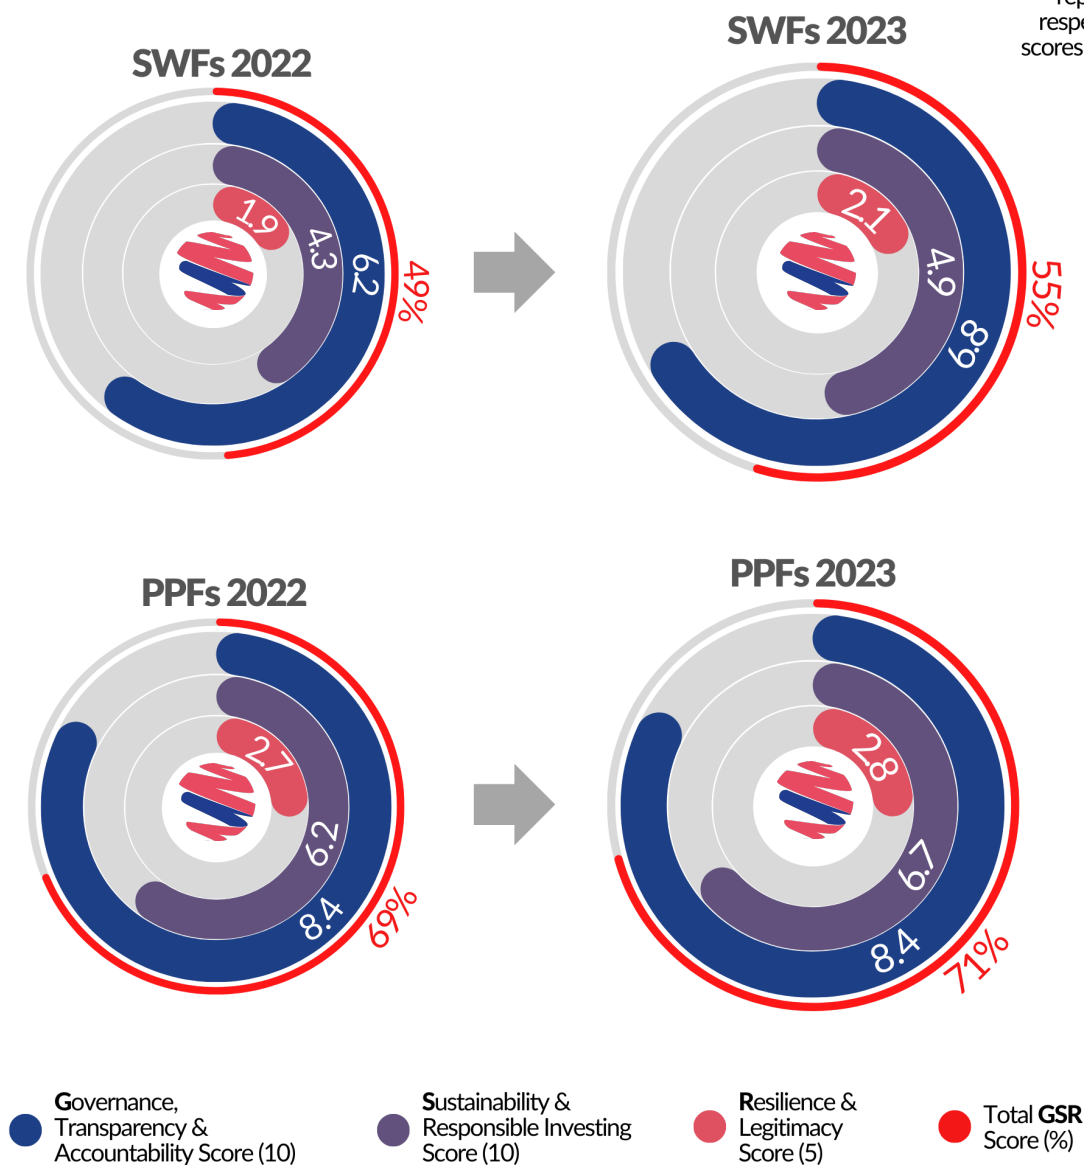 rep
respe
scores
SWFs 2022
SWFs 2023
1.9
4.3
6.2
49%
2.1
4.9
6.8
55%
PPFs 2022
PPFs 2023
2.7
6.2
8.4
69%
2.8
6.7
8.4
71%
Governance,
Transparency &
Accountability Score (10)
Sustainability &
Responsible Investing
Score (10)
Resilience &
Legitimacy
Score (5)
Total GSR
Score (%)